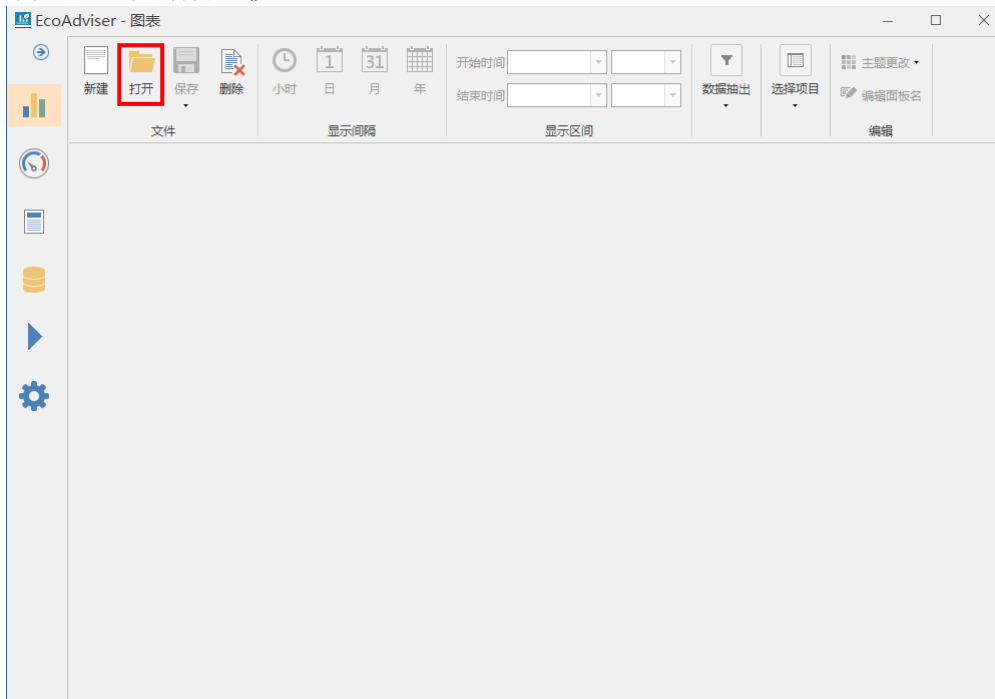 EcoAdviser - 图表
新建 打开 保存 删除 小时 日 月 年 开始时间 结束时间 数据抽出 选择项目 主题更改 编辑面板名
1 31
文件 显示间隔 显示区间 编辑